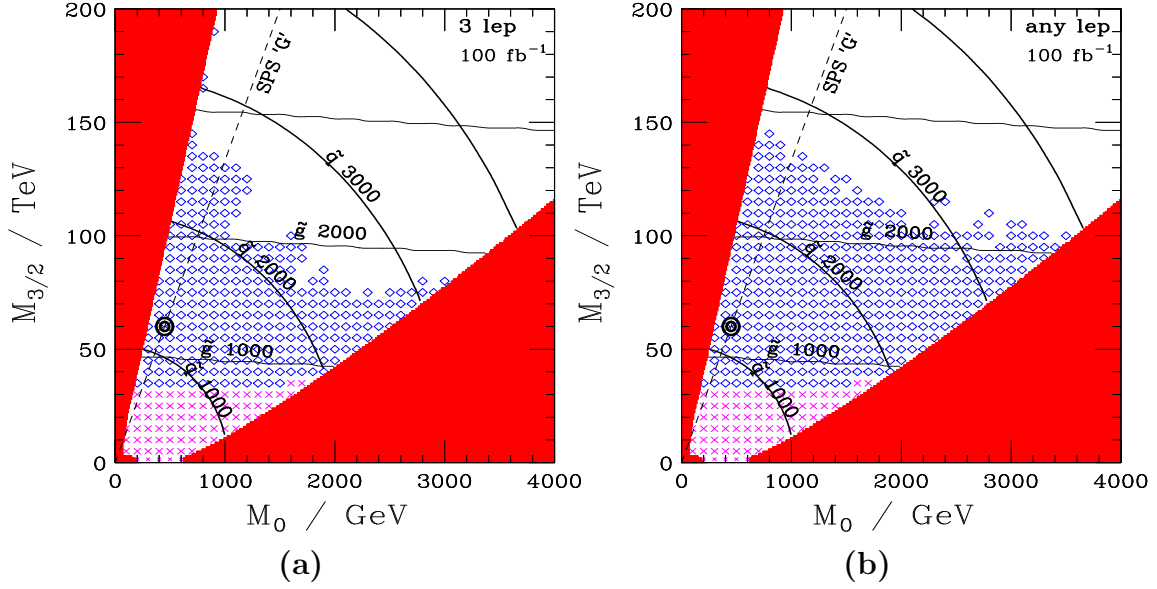 200
150
100
50
0
M3/2 / TeV
3 lep
100 fb⁻¹
SPS 'G'
q̃ 3000
g̃ 2000
q̃ 2000
g̃ 1000
q̃ 1000
0 1000 2000 3000 4000
M0 / GeV
(a)
200
150
100
50
0
M3/2 / TeV
any lep
100 fb⁻¹
SPS 'G'
q̃ 3000
g̃ 2000
q̃ 2000
g̃ 1000
q̃ 1000
0 1000 2000 3000 4000
M0 / GeV
(b)